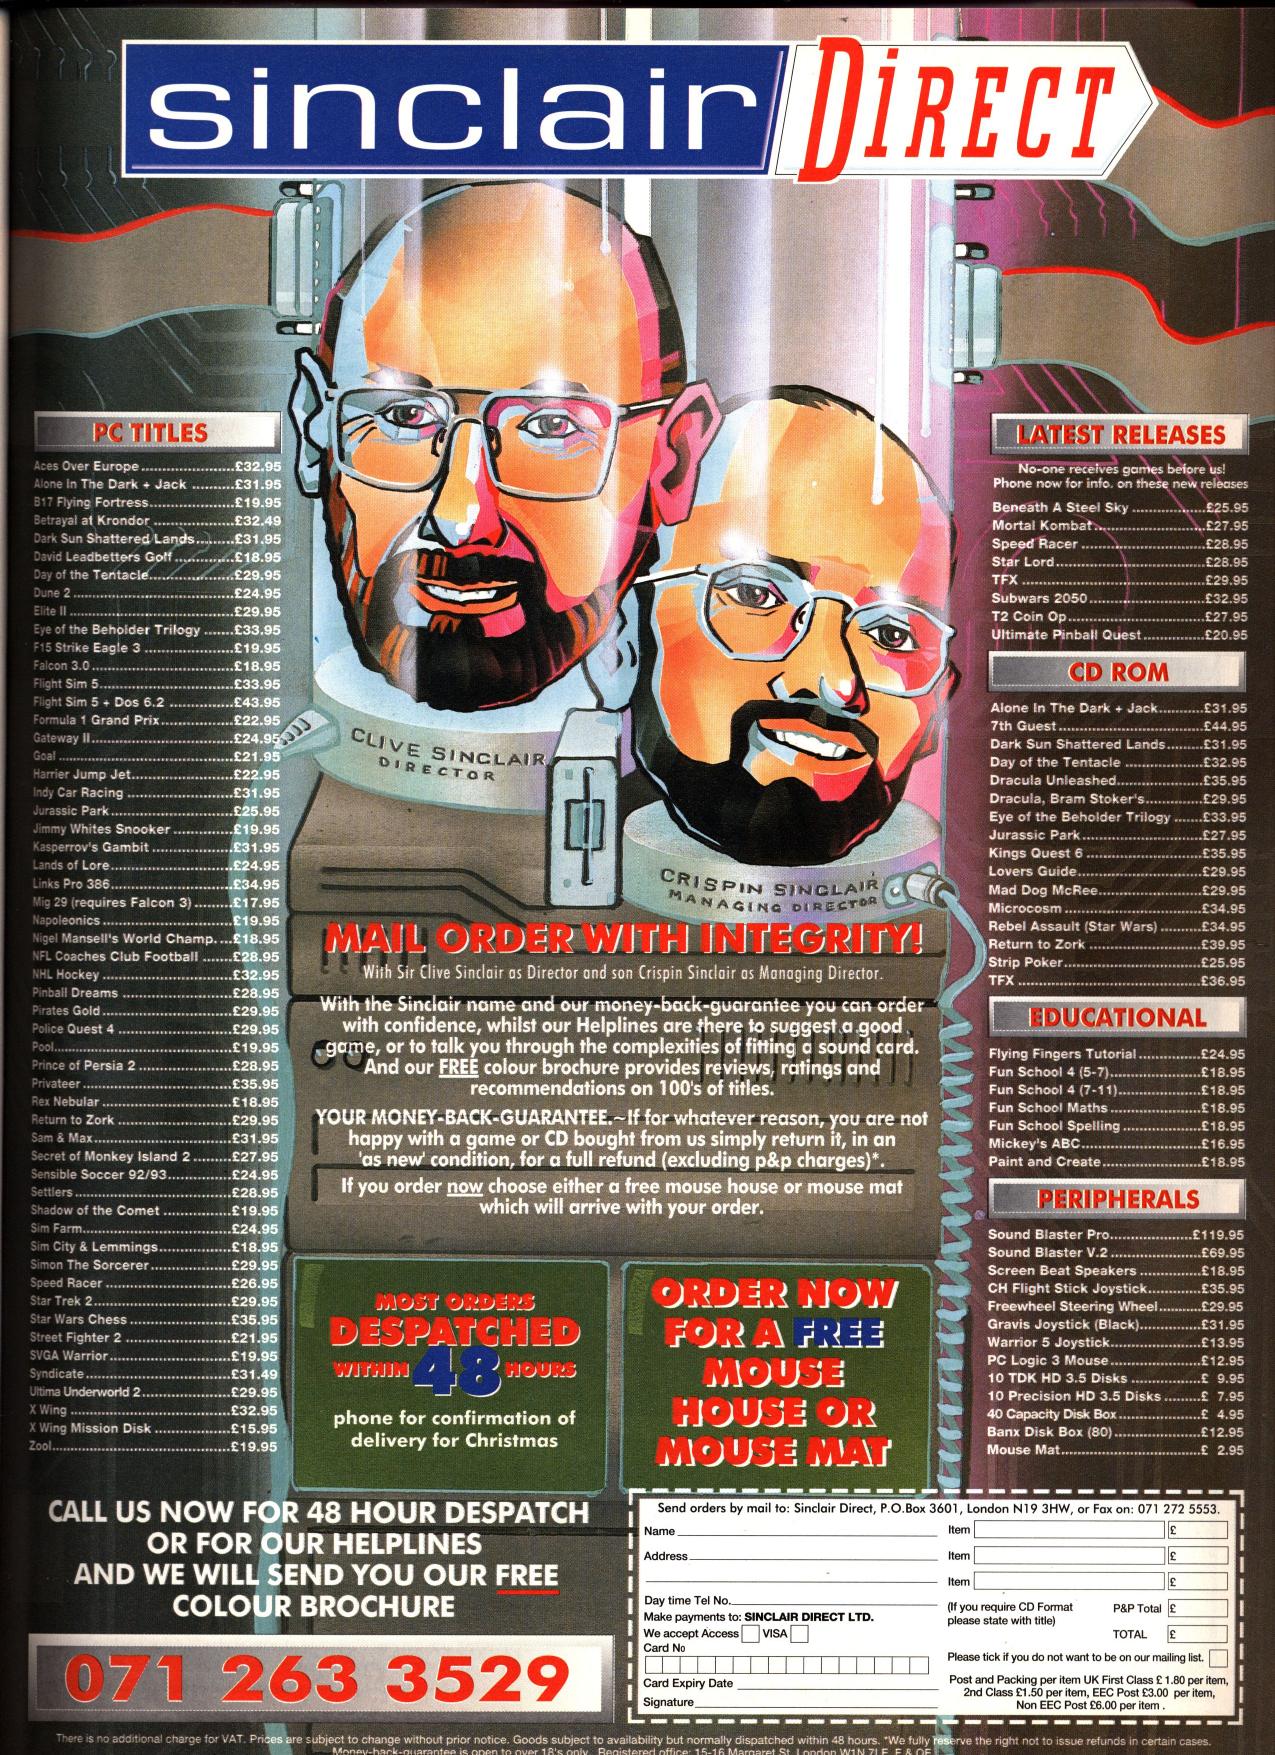 sinclair DIRECT
PC TITLES
Aces Over Europe ......................£32.95
Alone In The Dark + Jack ..........£31.95
B17 Flying Fortress....................£19.95
Betrayal at Krondor ....................£32.49
Dark Sun Shattered Lands.........£31.95
David Leadbetters Golf...............£18.95
Day of the Tentacle....................£29.95
Dune 2 ......................................£24.95
Elite II ........................................£29.95
Eye of the Beholder Trilogy .......£33.95
F15 Strike Eagle 3 .....................£19.95
Falcon 3.0..................................£18.95
Flight Sim 5................................£33.95
Flight Sim 5 + Dos 6.2 ...............£43.95
Formula 1 Grand Prix.................£22.95
Gateway II..................................£24.95
Goal ..........................................£21.95
Harrier Jump Jet........................£22.95
Indy Car Racing .........................£31.95
Jurassic Park.............................£25.95
Jimmy Whites Snooker ..............£19.95
Kasperrov's Gambit ...................£31.95
Lands of Lore.............................£24.95
Links Pro 386.............................£34.95
Mig 29 (requires Falcon 3) .........£17.95
Napoleonics ...............................£19.95
Nigel Mansell's World Champ. ...£18.95
NFL Coaches Club Football .......£28.95
NHL Hockey ...............................£32.95
Pinball Dreams ..........................£28.95
Pirates Gold ...............................£29.95
Police Quest 4 ...........................£29.95
Pool............................................£19.95
Prince of Persia 2 ......................£28.95
Privateer.....................................£35.95
Rex Nebular ...............................£18.95
Return to Zork ............................£29.95
Sam & Max.................................£31.95
Secret of Monkey Island 2 .........£27.95
Sensible Soccer 92/93................£24.95
Settlers ......................................£28.95
Shadow of the Comet ................£19.95
Sim Farm....................................£24.95
Sim City & Lemmings.................£18.95
Simon The Sorcerer...................£29.95
Speed Racer ..............................£26.95
Star Trek 2.................................£29.95
Star Wars Chess ........................£35.95
Street Fighter 2 ..........................£21.95
SVGA Warrior.............................£19.95
Syndicate ...................................£31.49
Ultima Underworld 2...................£29.95
X Wing .......................................£32.95
X Wing Mission Disk ..................£15.95
Zool............................................£19.95
CLIVE SINCLAIR
DIRECTOR
CRISPIN SINCLAIR
MANAGING DIRECTOR
MAIL ORDER WITH INTEGRITY!
With Sir Clive Sinclair as Director and son Crispin Sinclair as Managing Director.
With the Sinclair name and our money-back-guarantee you can order
with confidence, whilst our Helplines are there to suggest a good
game, or to talk you through the complexities of fitting a sound card.
And our FREE colour brochure provides reviews, ratings and
recommendations on 100's of titles.
YOUR MONEY-BACK-GUARANTEE.~If for whatever reason, you are not
happy with a game or CD bought from us simply return it, in an
'as new' condition, for a full refund (excluding p&p charges)*.
If you order now choose either a free mouse house or mouse mat
which will arrive with your order.
MOST ORDERS
DESPATCHED
WITHIN 48 HOURS
phone for confirmation of
delivery for Christmas
ORDER NOW
FOR A FREE
MOUSE
HOUSE OR
MOUSE MAT
LATEST RELEASES
No-one receives games before us!
Phone now for info. on these new releases
Beneath A Steel Sky ..................£25.95
Mortal Kombat............................£27.95
Speed Racer ..............................£28.95
Star Lord....................................£28.95
TFX ............................................£29.95
Subwars 2050............................£32.95
T2 Coin Op.................................£27.95
Ultimate Pinball Quest................£20.95
CD ROM
Alone In The Dark + Jack...........£31.95
7th Guest ...................................£44.95
Dark Sun Shattered Lands.........£31.95
Day of the Tentacle ....................£32.95
Dracula Unleashed.....................£35.95
Dracula, Bram Stoker's..............£29.95
Eye of the Beholder Trilogy .......£33.95
Jurassic Park .............................£27.95
Kings Quest 6 ............................£35.95
Lovers Guide..............................£29.95
Mad Dog McRee.........................£29.95
Microcosm .................................£34.95
Rebel Assault (Star Wars) ..........£34.95
Return to Zork ............................£39.95
Strip Poker.................................£25.95
TFX ............................................£36.95
EDUCATIONAL
Flying Fingers Tutorial ................£24.95
Fun School 4 (5-7)......................£18.95
Fun School 4 (7-11)....................£18.95
Fun School Maths ......................£18.95
Fun School Spelling ...................£18.95
Mickey's ABC.............................£16.95
Paint and Create.........................£18.95
PERIPHERALS
Sound Blaster Pro.....................£119.95
Sound Blaster V.2 ......................£69.95
Screen Beat Speakers ...............£18.95
CH Flight Stick Joystick..............£35.95
Freewheel Steering Wheel.........£29.95
Gravis Joystick (Black)...............£31.95
Warrior 5 Joystick.......................£13.95
PC Logic 3 Mouse......................£12.95
10 TDK HD 3.5 Disks .................£ 9.95
10 Precision HD 3.5 Disks .........£ 7.95
40 Capacity Disk Box.................£ 4.95
Banx Disk Box (80) ....................£12.95
Mouse Mat.................................£ 2.95
CALL US NOW FOR 48 HOUR DESPATCH
OR FOR OUR HELPLINES
AND WE WILL SEND YOU OUR FREE
COLOUR BROCHURE
071 263 3529
Send orders by mail to: Sinclair Direct, P.O.Box 3601, London N19 3HW, or Fax on: 071 272 5553.
Name
Address
Day time Tel No.
Make payments to: SINCLAIR DIRECT LTD.
We accept Access VISA
Card No
Card Expiry Date
Signature
Item £
Item £
Item £
(If you require CD Format
please state with title)
P&P Total £
TOTAL £
Please tick if you do not want to be on our mailing list.
Post and Packing per item UK First Class £ 1.80 per item,
2nd Class £1.50 per item, EEC Post £3.00 per item,
Non EEC Post £6.00 per item .
There is no additional charge for VAT. Prices are subject to change without prior notice. Goods subject to availability but normally dispatched within 48 hours. *We fully reserve the right not to issue refunds in certain cases.
Money-back-guarantee is open to over 18's only. Registered office: 15-16 Margaret St, London W1N 7LE. E & OE